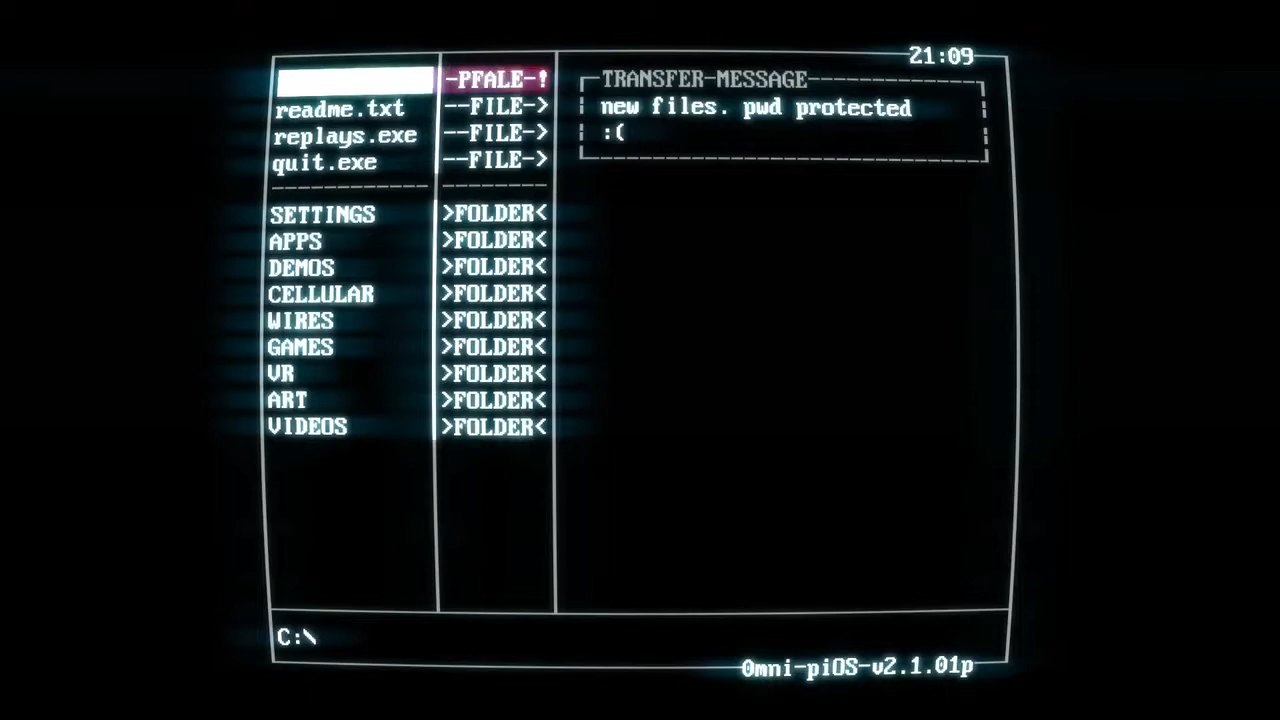 21:09
-PFALE-!
readme.txt --FILE->
replays.exe --FILE->
quit.exe --FILE->
SETTINGS >FOLDER<
APPS >FOLDER<
DEMOS >FOLDER<
CELLULAR >FOLDER<
WIRES >FOLDER<
GAMES >FOLDER<
VR >FOLDER<
ART >FOLDER<
VIDEOS >FOLDER<
TRANSFER-MESSAGE
new files. pwd protected
:(
C:\
0mni-piOS-v2.1.01p